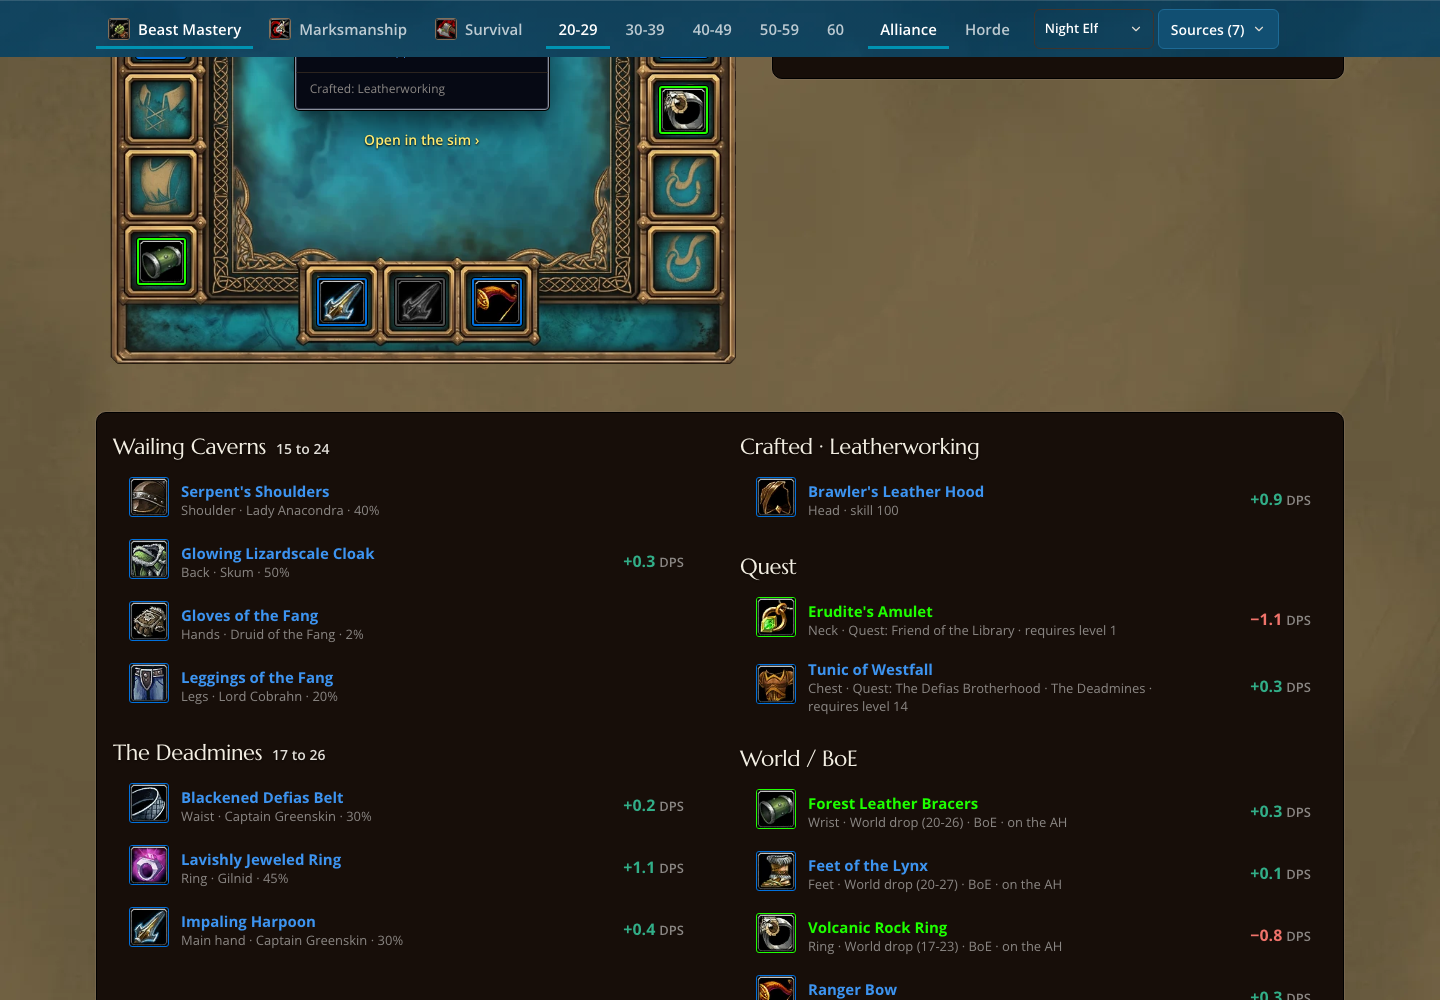 Beast Mastery
Marksmanship
Survival
20-29
30-39
40-49
50-59
60
Alliance
Horde
Night Elf
Sources (7)
Crafted: Leatherworking
Open in the sim ›
Wailing Caverns 15 to 24
Serpent's Shoulders
Shoulder · Lady Anacondra · 40%
Glowing Lizardscale Cloak
Back · Skum · 50%
+0.3 DPS
Gloves of the Fang
Hands · Druid of the Fang · 2%
Leggings of the Fang
Legs · Lord Cobrahn · 20%
The Deadmines 17 to 26
Blackened Defias Belt
Waist · Captain Greenskin · 30%
+0.2 DPS
Lavishly Jeweled Ring
Ring · Gilnid · 45%
+1.1 DPS
Impaling Harpoon
Main hand · Captain Greenskin · 30%
+0.4 DPS
Crafted · Leatherworking
Brawler's Leather Hood
Head · skill 100
+0.9 DPS
Quest
Erudite's Amulet
Neck · Quest: Friend of the Library · requires level 1
−1.1 DPS
Tunic of Westfall
Chest · Quest: The Defias Brotherhood · The Deadmines ·
requires level 14
+0.3 DPS
World / BoE
Forest Leather Bracers
Wrist · World drop (20-26) · BoE · on the AH
+0.3 DPS
Feet of the Lynx
Feet · World drop (20-27) · BoE · on the AH
+0.1 DPS
Volcanic Rock Ring
Ring · World drop (17-23) · BoE · on the AH
−0.8 DPS
Ranger Bow
+0.3 DPS